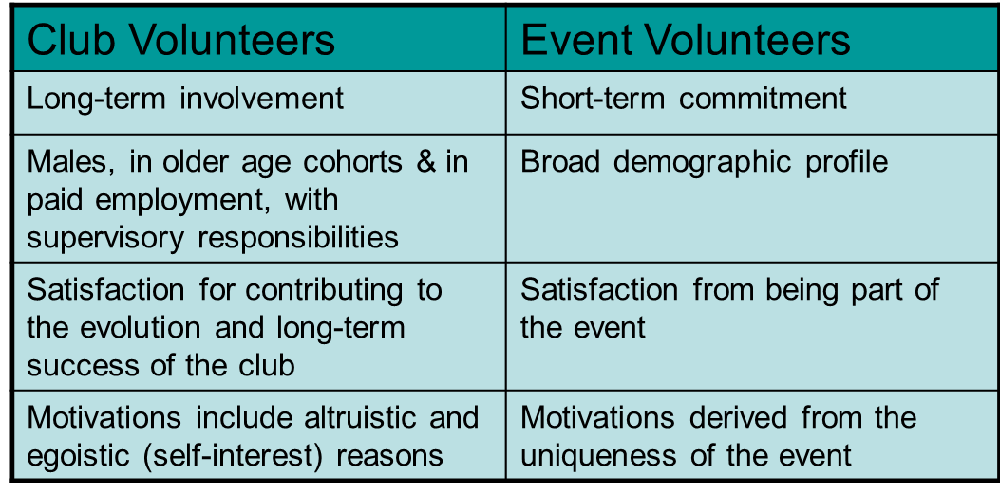 Club Volunteers
Event Volunteers
Long-term involvement
Short-term commitment
Males, in older age cohorts & in
paid employment, with
supervisory responsibilities
Broad demographic profile
Satisfaction for contributing to
the evolution and long-term
success of the club
Satisfaction from being part of
the event
Motivations include altruistic and
egoistic (self-interest) reasons
Motivations derived from the
uniqueness of the event